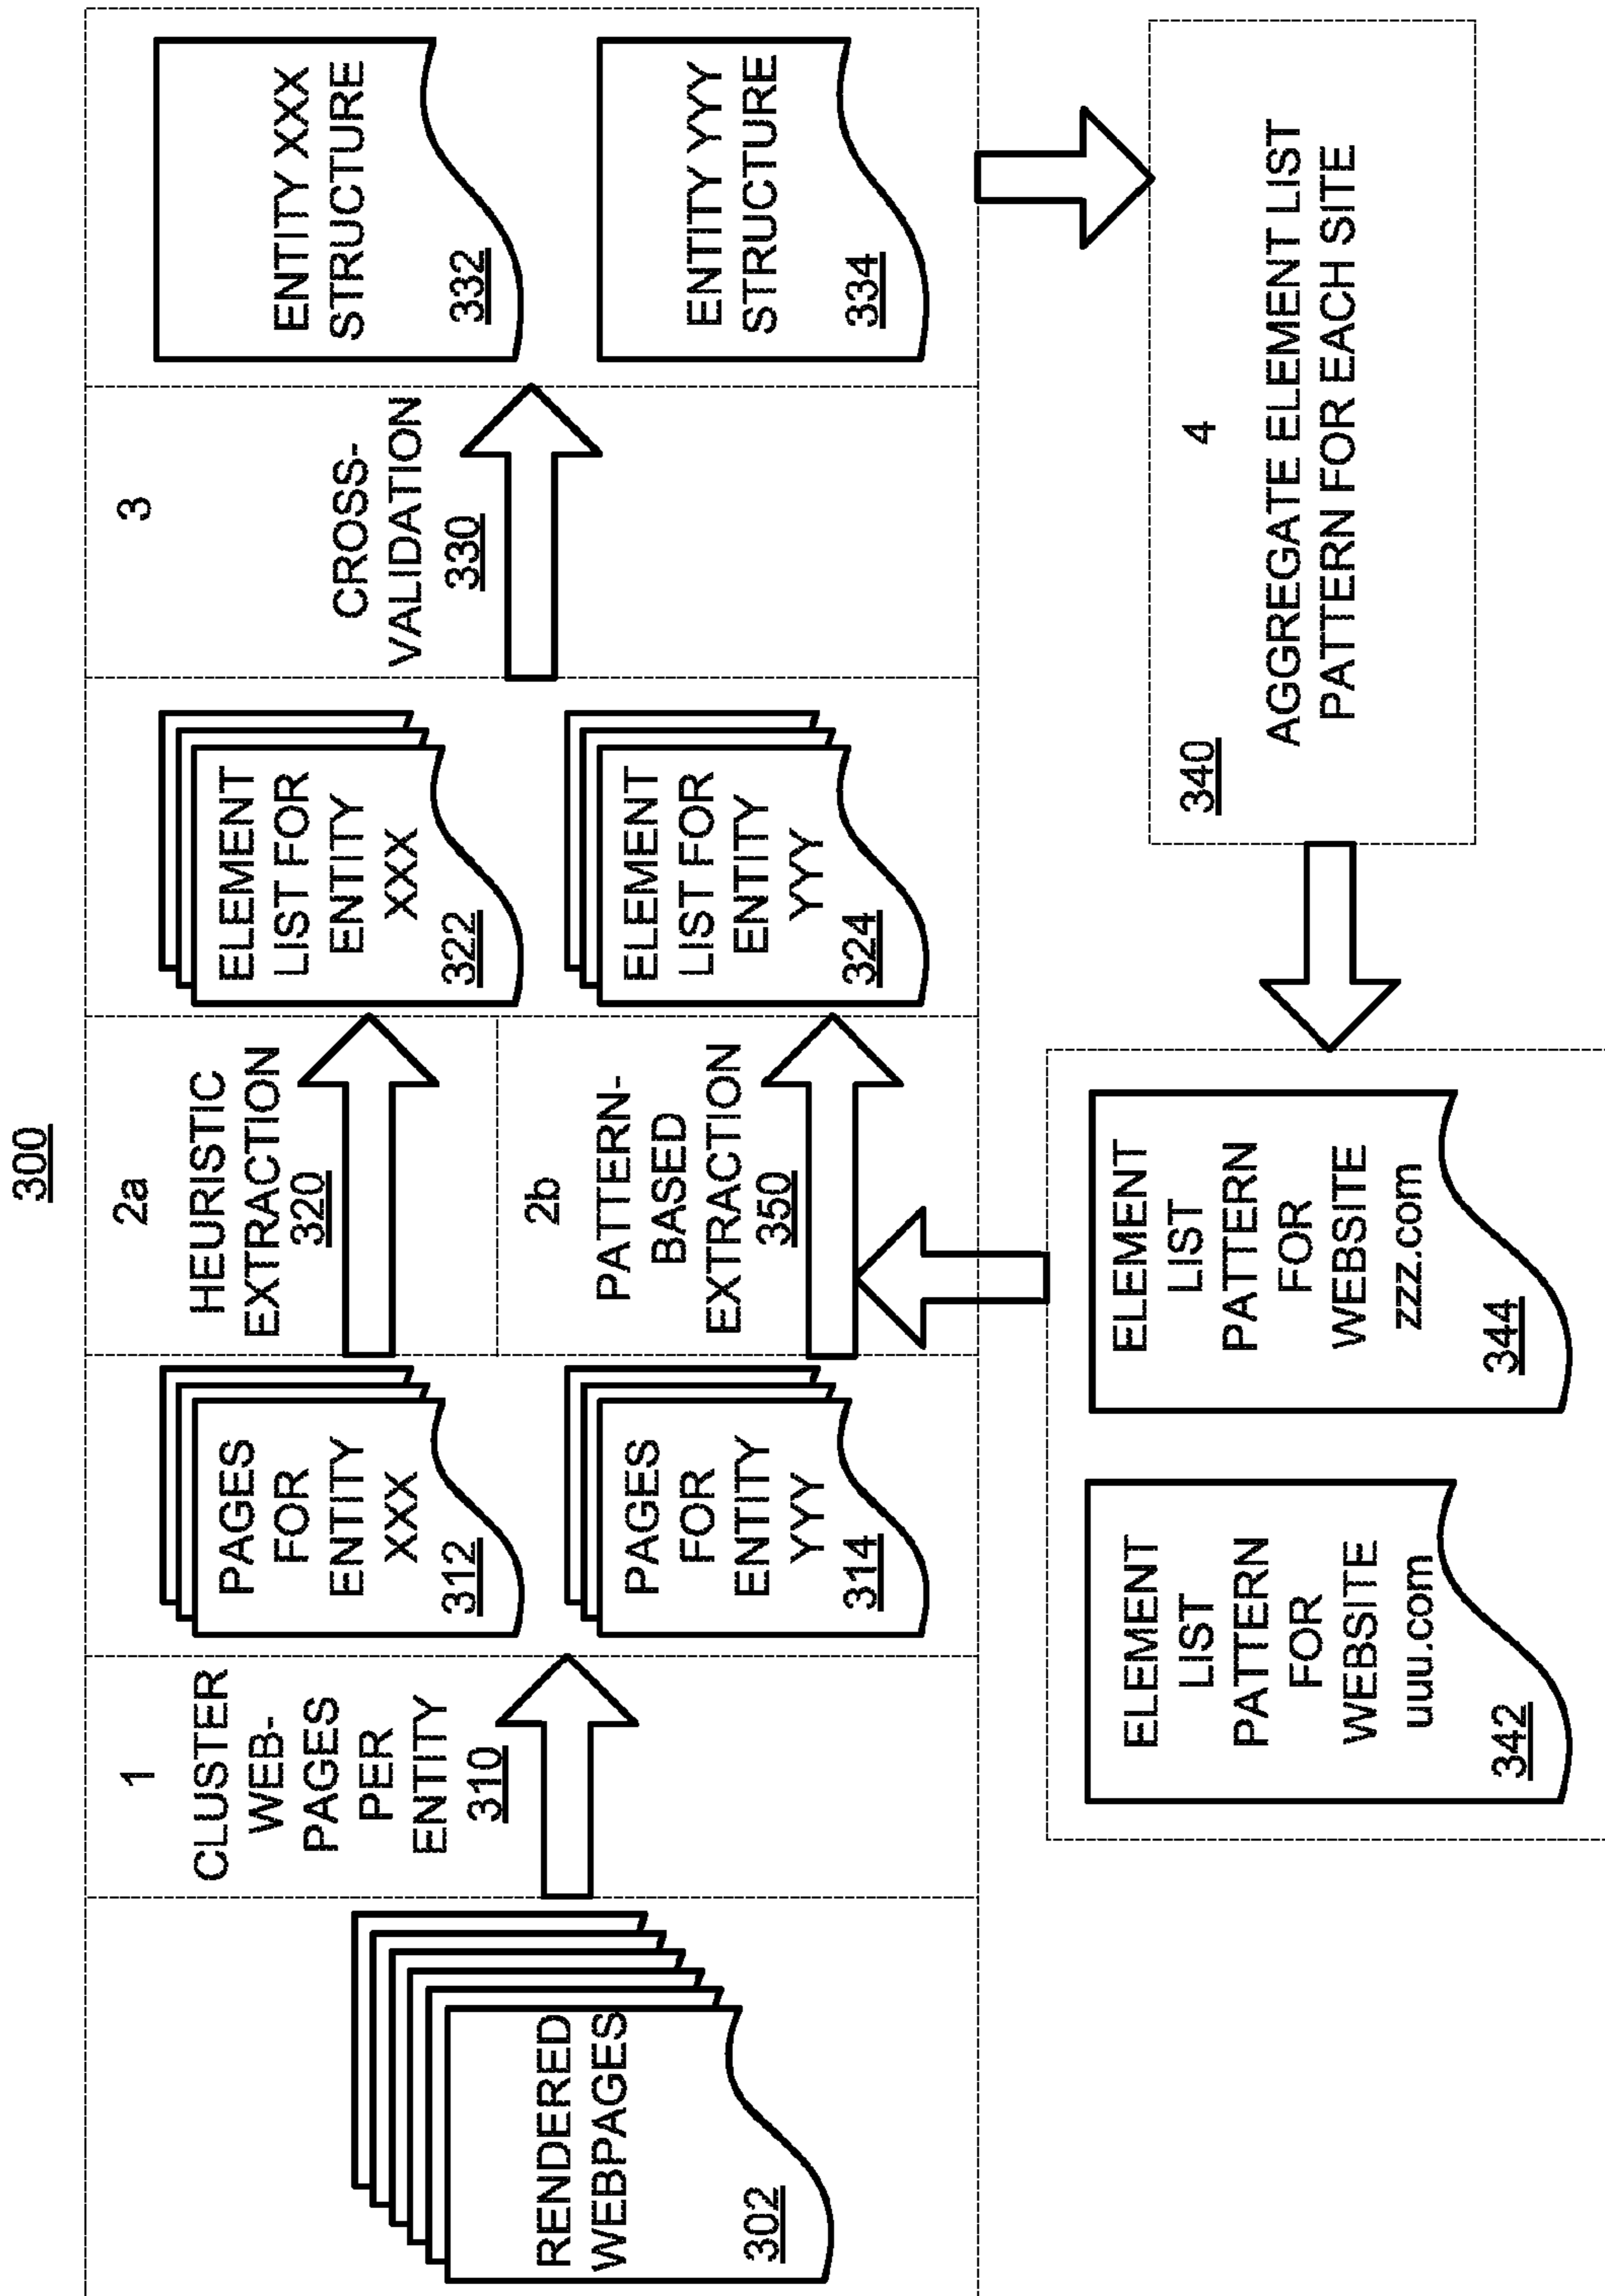 300
1
CLUSTER
WEB-
PAGES
PER
ENTITY
310
2a
HEURISTIC
EXTRACTION
320
2b
PATTERN-
BASED
EXTRACTION
350
3
CROSS-
VALIDATION
330
RENDERED
WEBPAGES
302
PAGES
FOR
ENTITY
XXX
312
PAGES
FOR
ENTITY
YYY
314
ELEMENT
LIST FOR
ENTITY
XXX
322
ELEMENT
LIST FOR
ENTITY
YYY
324
ENTITY XXX
STRUCTURE
332
ENTITY YYY
STRUCTURE
334
ELEMENT
LIST
PATTERN
FOR
WEBSITE
uuu.com
342
ELEMENT
LIST
PATTERN
FOR
WEBSITE
zzz.com
344
340
4
AGGREGATE ELEMENT LIST
PATTERN FOR EACH SITE